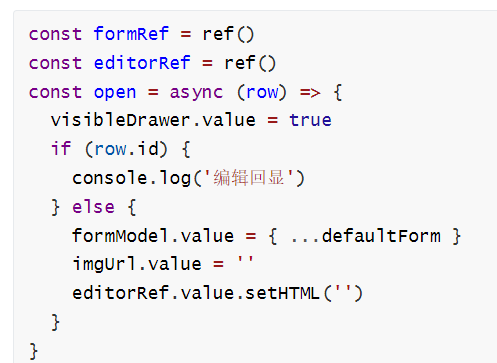 const formRef = ref()
const editorRef = ref()
const open = async (row) => {
  visibleDrawer.value = true
  if (row.id) {
    console.log('编辑回显')
  } else {
    formModel.value = { ...defaultForm }
    imgUrl.value = ''
    editorRef.value.setHTML('')
  }
}